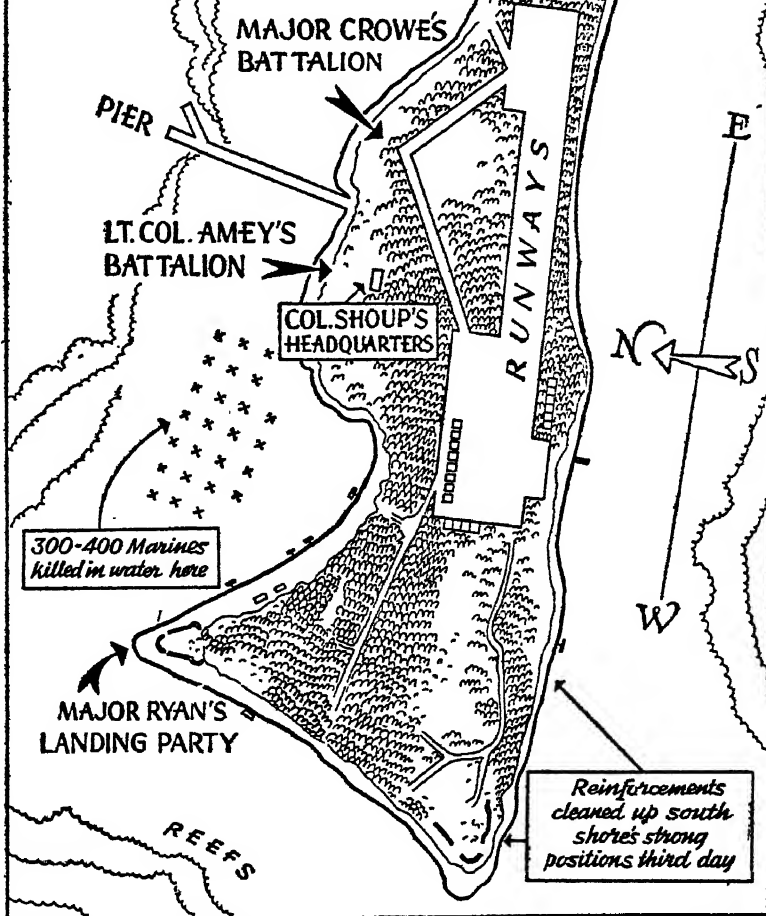 MAJOR CROWE'S
BATTALION
PIER
LT. COL. AMEY'S
BATTALION
COL. SHOUP'S
HEADQUARTERS
RUNWAYS
E
N
S
W
300-400 Marines
killed in water here
MAJOR RYAN'S
LANDING PARTY
REEFS
Reinforcements
cleaned up south
shore's strong
positions third day